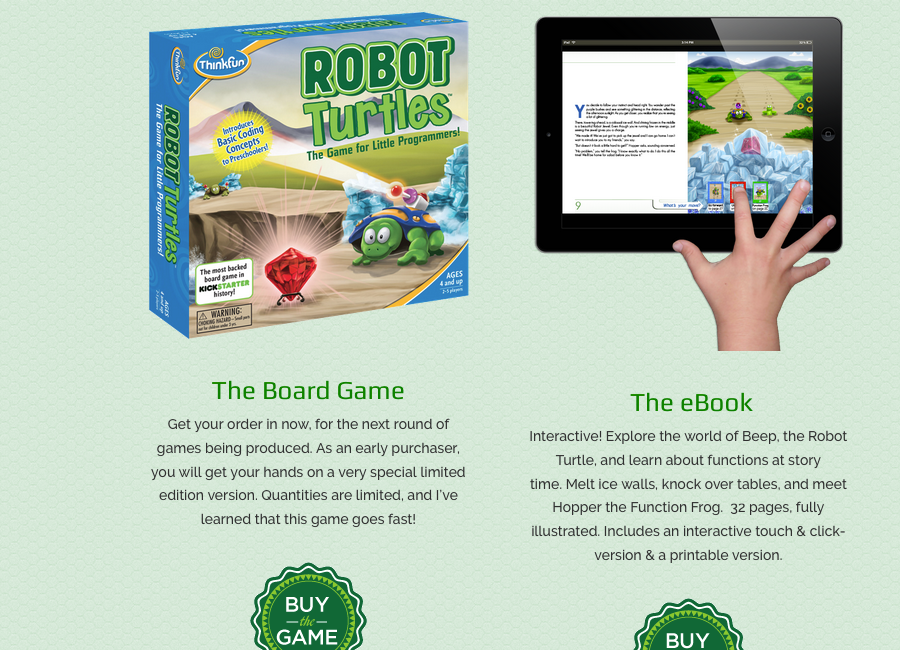 ThinkFun
ROBOT
Turtles
The Game for Little Programmers!
Introduces
Basic Coding
Concepts
to Preschoolers!
ThinkFun
ROBOT TURTLES
The Game for Little Programmers!
The most backed
board game in
KICKSTARTER
history!
WARNING:
AGES
4 and up
2-5 players
9
What's your move?
The Board Game
Get your order in now, for the next round of
games being produced. As an early purchaser,
you will get your hands on a very special limited
edition version. Quantities are limited, and I've
learned that this game goes fast!
BUY
the
GAME
The eBook
Interactive! Explore the world of Beep, the Robot
Turtle, and learn about functions at story
time. Melt ice walls, knock over tables, and meet
Hopper the Function Frog. 32 pages, fully
illustrated. Includes an interactive touch & click-
version & a printable version.
BUY